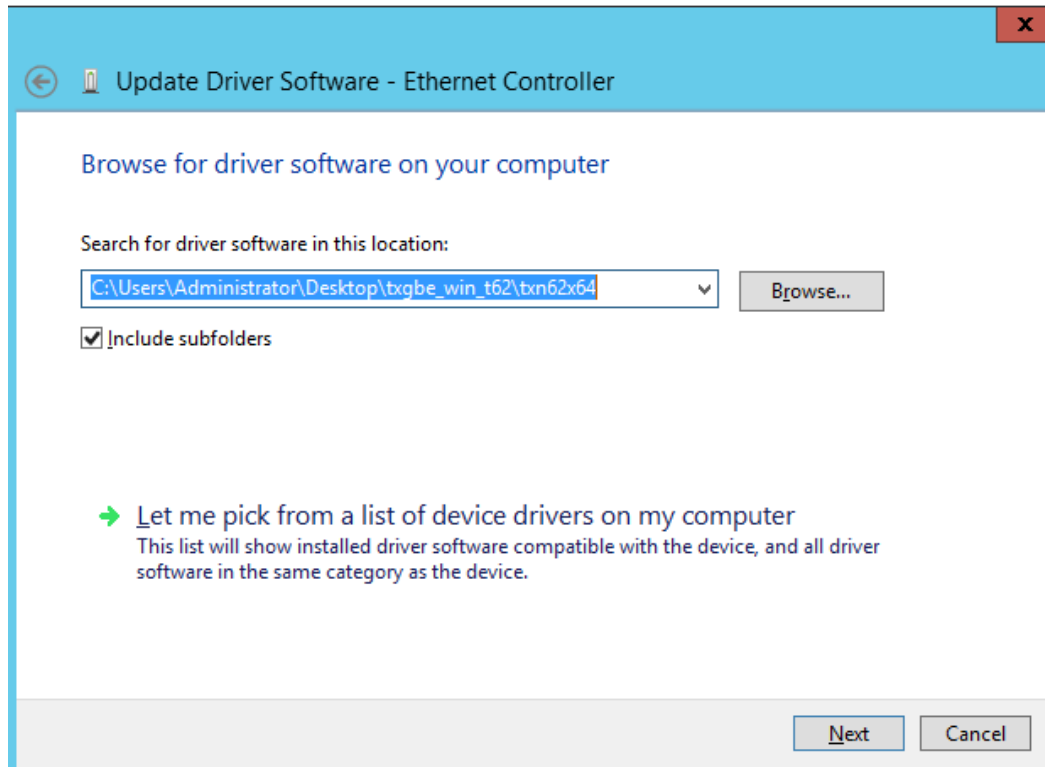 x
Update Driver Software - Ethernet Controller
Browse for driver software on your computer
Search for driver software in this location:
C:\Users\Administrator\Desktop\txgbe_win_t62\txn62x64
Browse...
Include subfolders
Let me pick from a list of device drivers on my computer
This list will show installed driver software compatible with the device, and all driver
software in the same category as the device.
Next
Cancel